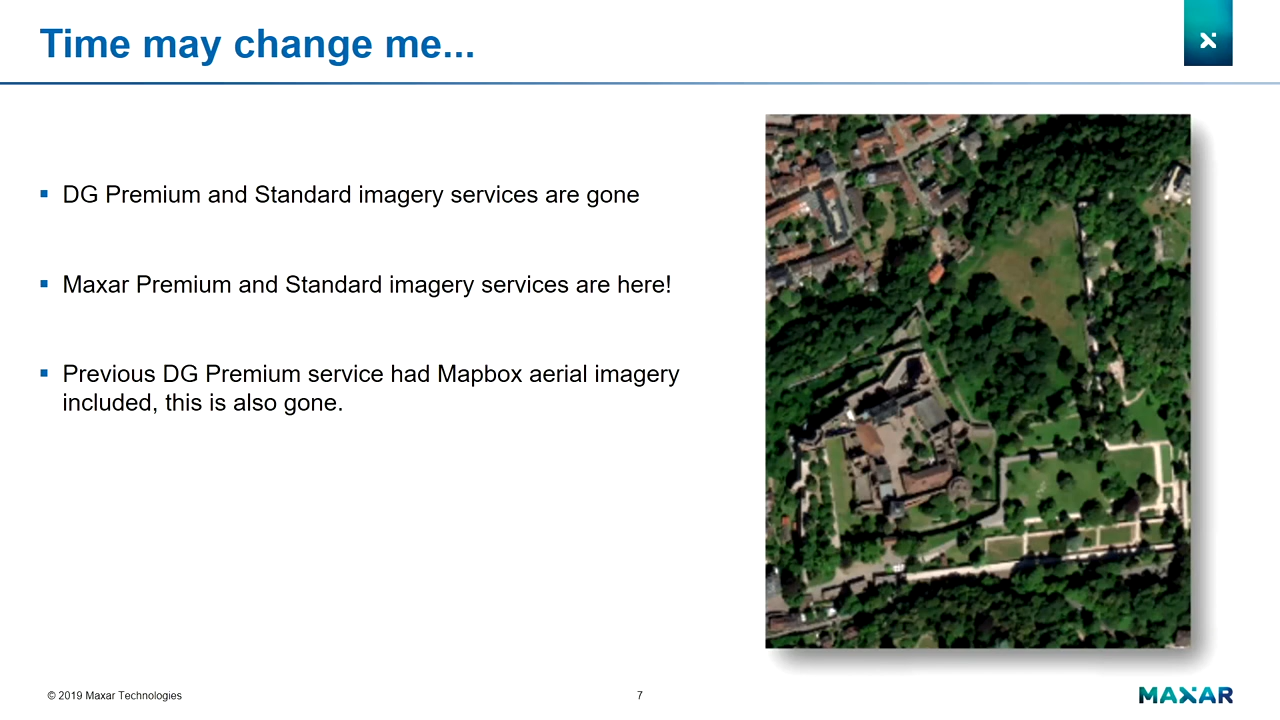 Time may change me...
DG Premium and Standard imagery services are gone
Maxar Premium and Standard imagery services are here!
Previous DG Premium service had Mapbox aerial imagery
included, this is also gone.
© 2019 Maxar Technologies
7
MAXAR